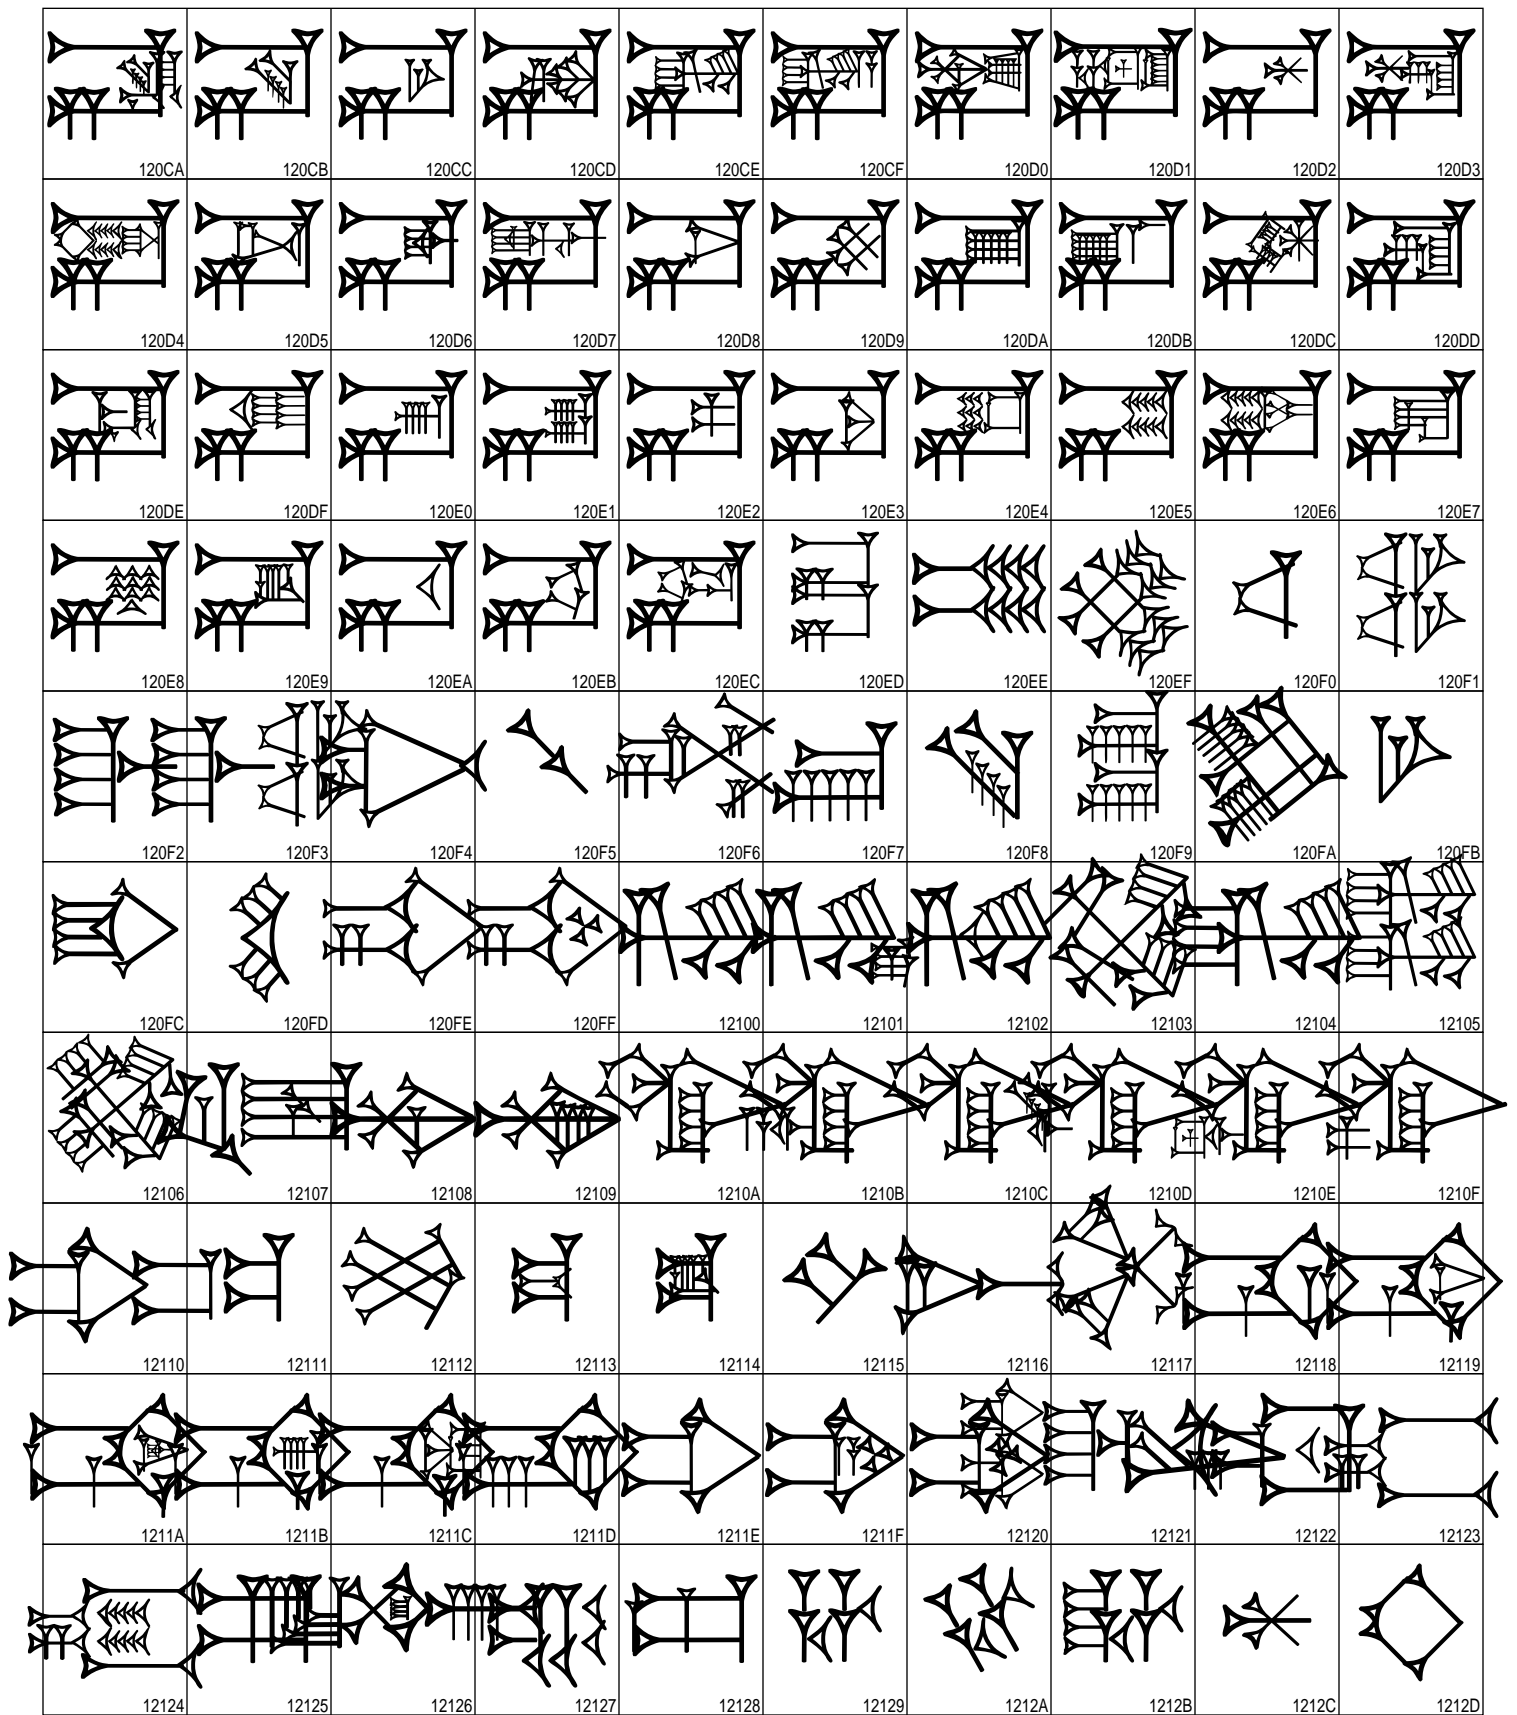 𒃊 𒃋 𒃌 𒃍 𒃎 𒃏 𒃐 𒃑 𒃒 𒃓
120CA 120CB 120CC 120CD 120CE 120CF 120D0 120D1 120D2 120D3
𒃔 𒃕 𒃖 𒃗 𒃘 𒃙 𒃚 𒃛 𒃜 𒃝
120D4 120D5 120D6 120D7 120D8 120D9 120DA 120DB 120DC 120DD
𒃞 𒃟 𒃠 𒃡 𒃢 𒃣 𒃤 𒃥 𒃦 𒃧
120DE 120DF 120E0 120E1 120E2 120E3 120E4 120E5 120E6 120E7
𒃨 𒃩 𒃪 𒃫 𒃬 𒃭 𒃮 𒃯 𒃰 𒃱
120E8 120E9 120EA 120EB 120EC 120ED 120EE 120EF 120F0 120F1
𒃲 𒃳 𒃴 𒃵 𒃶 𒃷 𒃸 𒃹 𒃺 𒃻
120F2 120F3 120F4 120F5 120F6 120F7 120F8 120F9 120FA 120FB
𒃼 𒃽 𒃾 𒃿 𒄀 𒄁 𒄂 𒄃 𒄄 𒄅
120FC 120FD 120FE 120FF 12100 12101 12102 12103 12104 12105
𒄆 𒄇 𒄈 𒄉 𒄊 𒄋 𒄌 𒄍 𒄎 𒄏
12106 12107 12108 12109 1210A 1210B 1210C 1210D 1210E 1210F
𒄐 𒄑 𒄒 𒄓 𒄔 𒄕 𒄖 𒄗 𒄘 𒄙
12110 12111 12112 12113 12114 12115 12116 12117 12118 12119
𒄚 𒄛 𒄜 𒄝 𒄞 𒄟 𒄠 𒄡 𒄢 𒄣
1211A 1211B 1211C 1211D 1211E 1211F 12120 12121 12122 12123
𒄤 𒄥 𒄦 𒄧 𒄨 𒄩 𒄪 𒄫 𒄬 𒄭
12124 12125 12126 12127 12128 12129 1212A 1212B 1212C 1212D